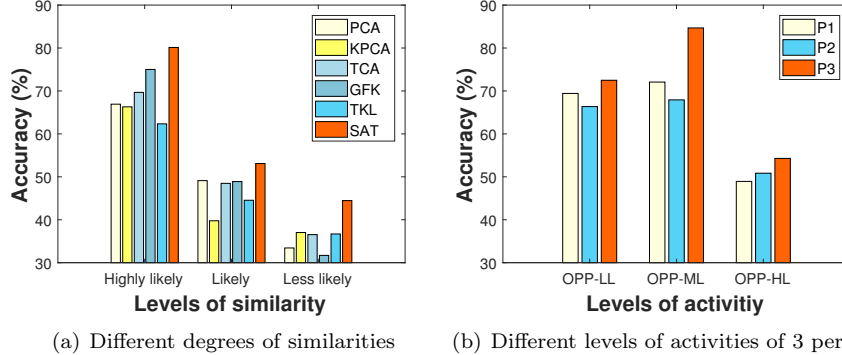 90
80
70
60
50
40
30
Accuracy (%)
PCA
KPCA
TCA
GFK
TKL
SAT
Highly likely Likely Less likely
Levels of similarity
(a) Different degrees of similarities
90
80
70
60
50
40
30
Accuracy (%)
P1
P2
P3
OPP-LL OPP-ML OPP-HL
Levels of activitiy
(b) Different levels of activities of 3 per